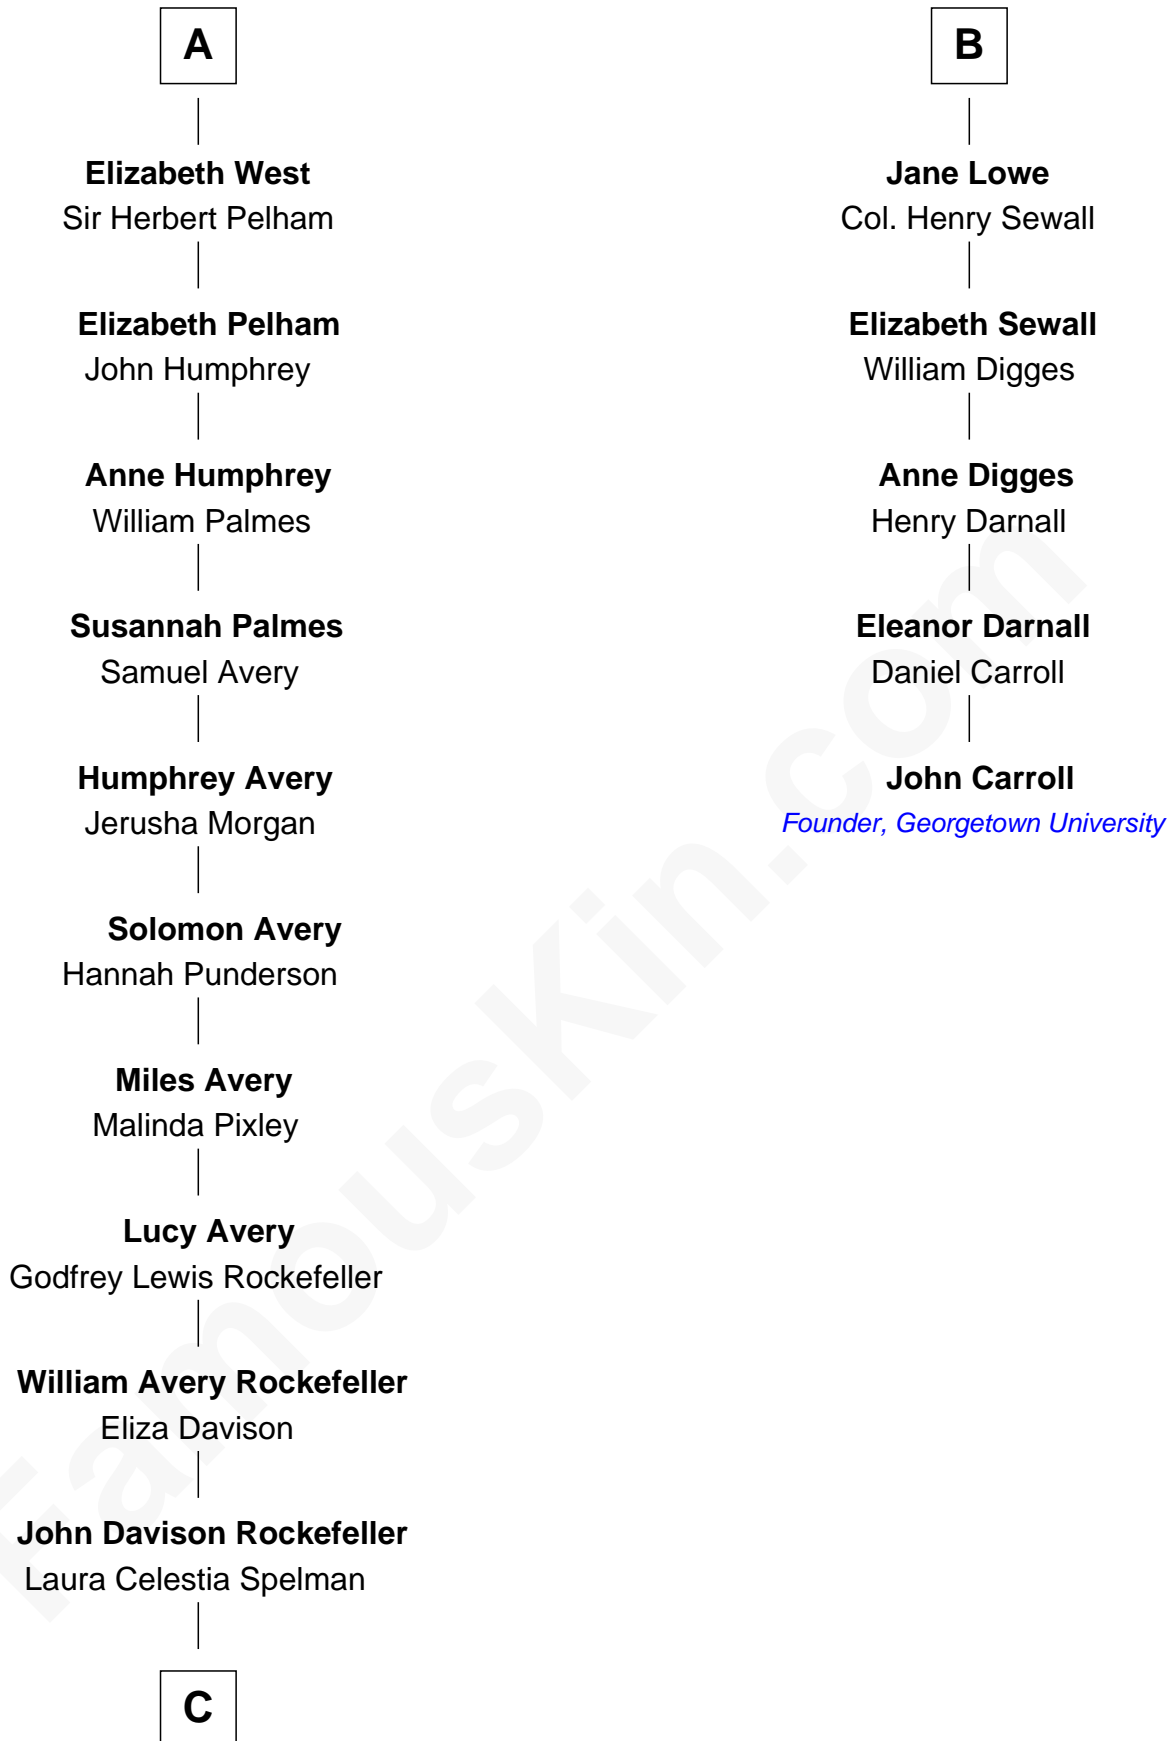 A
Elizabeth West
Sir Herbert Pelham
Elizabeth Pelham
John Humphrey
Anne Humphrey
William Palmes
Susannah Palmes
Samuel Avery
Humphrey Avery
Jerusha Morgan
Solomon Avery
Hannah Punderson
Miles Avery
Malinda Pixley
Lucy Avery
Godfrey Lewis Rockefeller
William Avery Rockefeller
Eliza Davison
John Davison Rockefeller
Laura Celestia Spelman
C
B
Jane Lowe
Col. Henry Sewall
Elizabeth Sewall
William Digges
Anne Digges
Henry Darnall
Eleanor Darnall
Daniel Carroll
John Carroll
Founder, Georgetown University
FamousKin.com